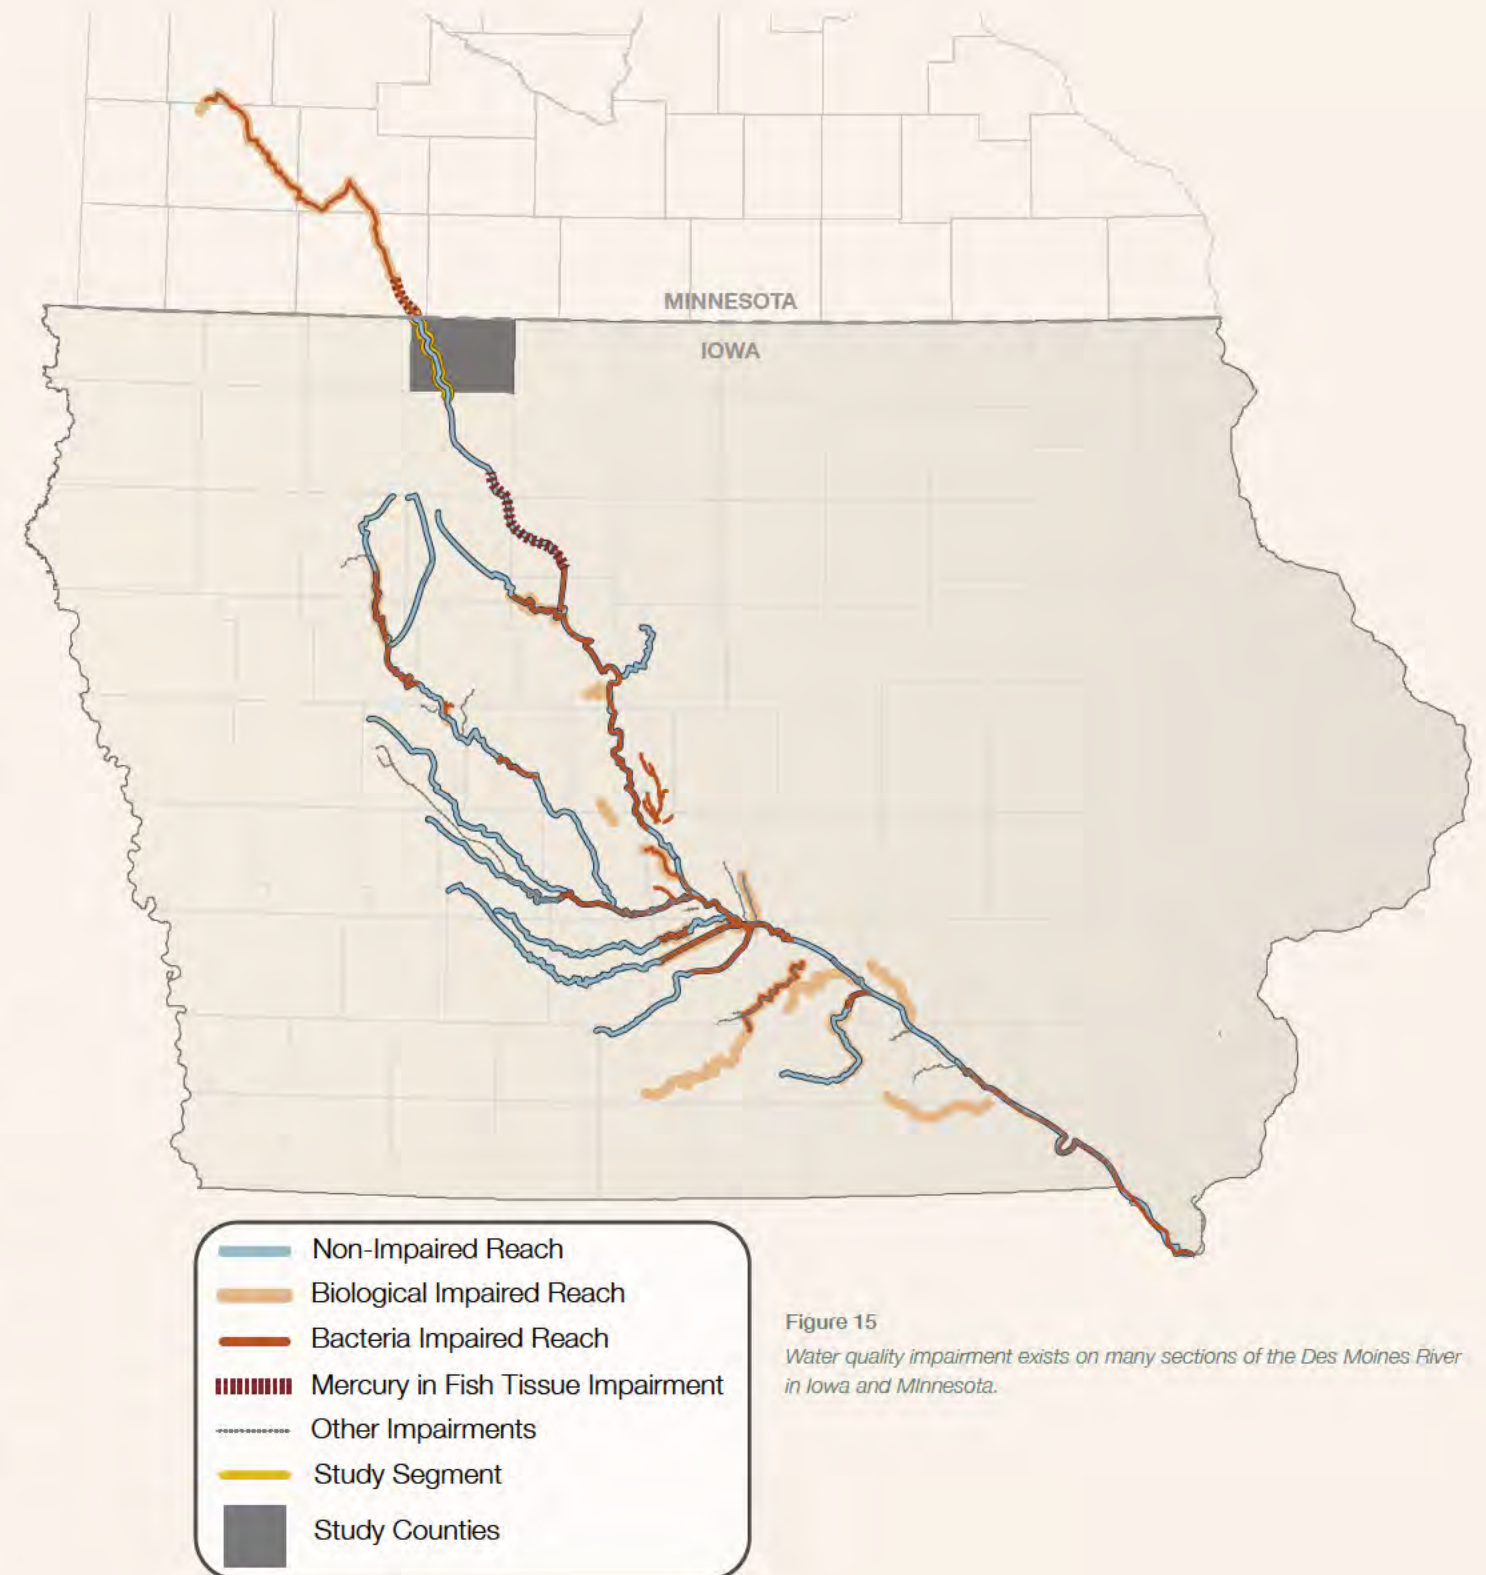 MINNESOTA
IOWA
Non-Impaired Reach
Biological Impaired Reach
Bacteria Impaired Reach
Mercury in Fish Tissue Impairment
Other Impairments
Study Segment
Study Counties
Figure 15
Water quality impairment exists on many sections of the Des Moines River
in Iowa and MInnesota.